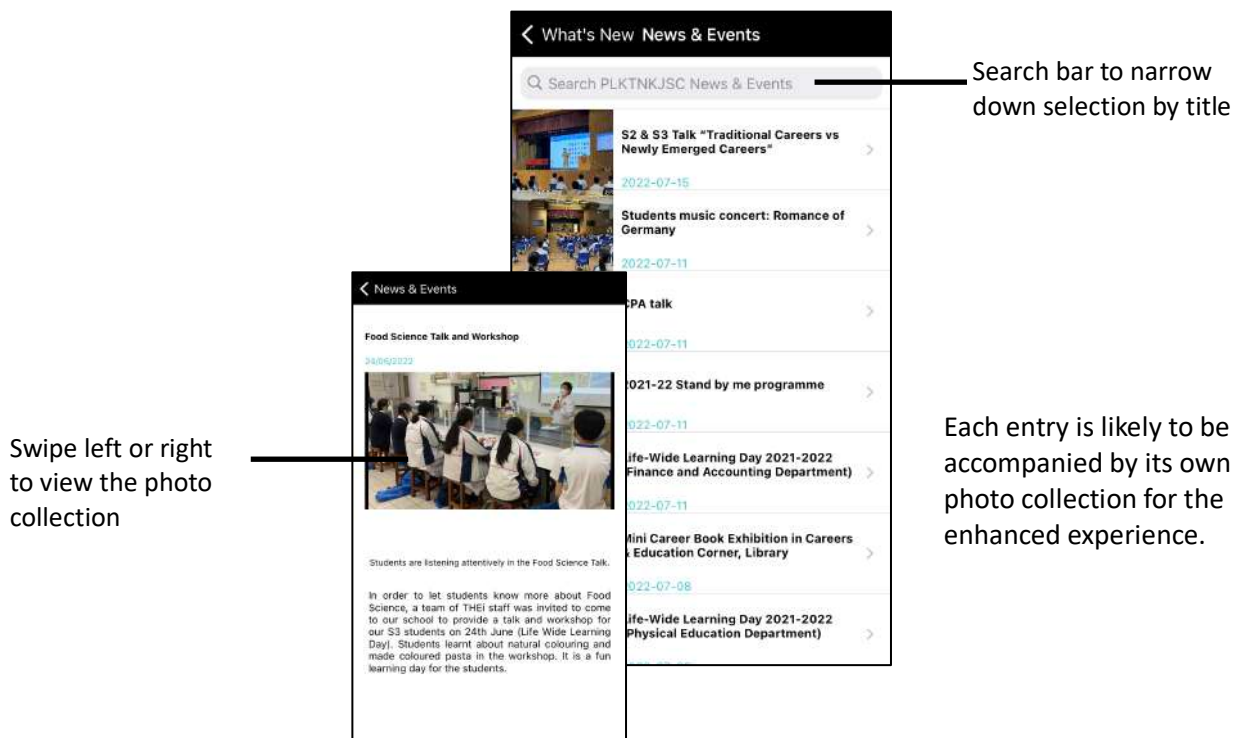 What's New News & Events
Search PLKTNKJSC News & Events
Search bar to narrow
down selection by title
S2 & S3 Talk "Traditional Careers vs
Newly Emerged Careers"
2022-07-15
Students music concert: Romance of
Germany
2022-07-11
CPA talk
2022-07-11
2021-22 Stand by me programme
2022-07-11
Life-Wide Learning Day 2021-2022
(Finance and Accounting Department)
2022-07-11
Mini Career Book Exhibition in Careers
& Education Corner, Library
2022-07-08
Life-Wide Learning Day 2021-2022
(Physical Education Department)
News & Events
Food Science Talk and Workshop
24/06/2022
Students are listening attentively in the Food Science Talk.
In order to let students know more about Food
Science, a team of THEi staff was invited to come
to our school to provide a talk and workshop for
our S3 students on 24th June (Life Wide Learning
Day). Students learnt about natural colouring and
made coloured pasta in the workshop. It is a fun
learning day for the students.
Swipe left or right
to view the photo
collection
Each entry is likely to be
accompanied by its own
photo collection for the
enhanced experience.